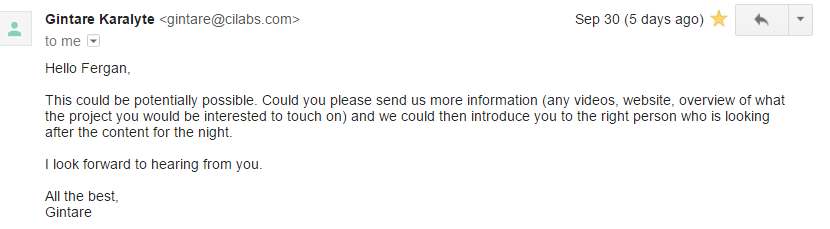 Gintare Karalyte <gintare@cilabs.com> Sep 30 (5 days ago)
to me
Hello Fergan,
This could be potentially possible. Could you please send us more information (any videos, website, overview of what
the project you would be interested to touch on) and we could then introduce you to the right person who is looking
after the content for the night.
I look forward to hearing from you.
All the best,
Gintare